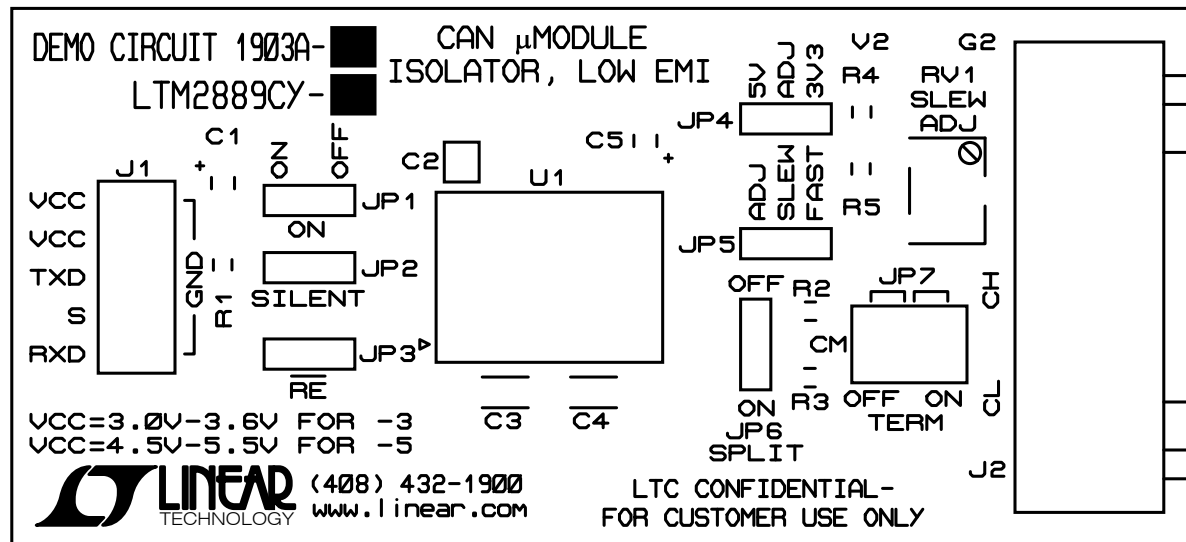 DEMO CIRCUIT 1903A-
LTM2889CY-
CAN µMODULE
ISOLATOR, LOW EMI
V2
G2
5V
ADJ
3V3
R4
RV1
SLEW
ADJ
JP4
C1
+
ON
OFF
C2
C5
+
J1
U1
ADJ
SLEW
FAST
R5
VCC
VCC
TXD
S
RXD
GND
R1
JP1
ON
JP2
SILENT
JP3
RE
JP5
OFF
R2
JP7
CH
CM
R3
OFF
ON
TERM
CL
ON
JP6
SPLIT
C3
C4
VCC=3.0V-3.6V FOR -3
VCC=4.5V-5.5V FOR -5
J2
LINEAR
TECHNOLOGY
(408) 432-1900
www.linear.com
LTC CONFIDENTIAL-
FOR CUSTOMER USE ONLY